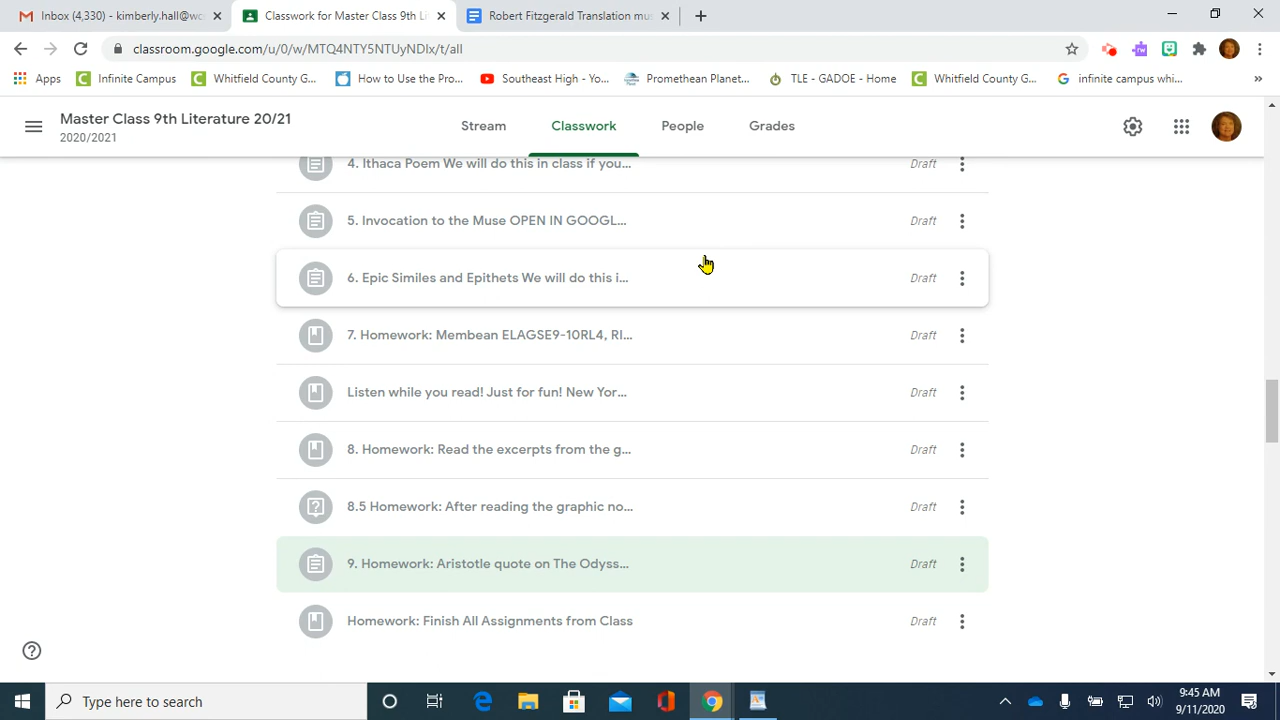 Inbox (4,330) - kimberly.hall@wcs
Classwork for Master Class 9th Li
Robert Fitzgerald Translation mus
classroom.google.com/u/0/w/MTQ4NTY5NTUyNDIx/t/all
Apps
Infinite Campus
Whitfield County G...
How to Use the Pro...
Southeast High - Yo...
Promethean Planet...
TLE - GADOE - Home
Whitfield County G...
infinite campus whi...
Master Class 9th Literature 20/21
2020/2021
Stream
Classwork
People
Grades
4. Ithaca Poem We will do this in class if you... Draft
5. Invocation to the Muse OPEN IN GOOGL... Draft
6. Epic Similes and Epithets We will do this i... Draft
7. Homework: Membean ELAGSE9-10RL4, RI... Draft
Listen while you read! Just for fun! New Yor... Draft
8. Homework: Read the excerpts from the g... Draft
8.5 Homework: After reading the graphic no... Draft
9. Homework: Aristotle quote on The Odyss... Draft
Homework: Finish All Assignments from Class Draft
Type here to search
9:45 AM
9/11/2020